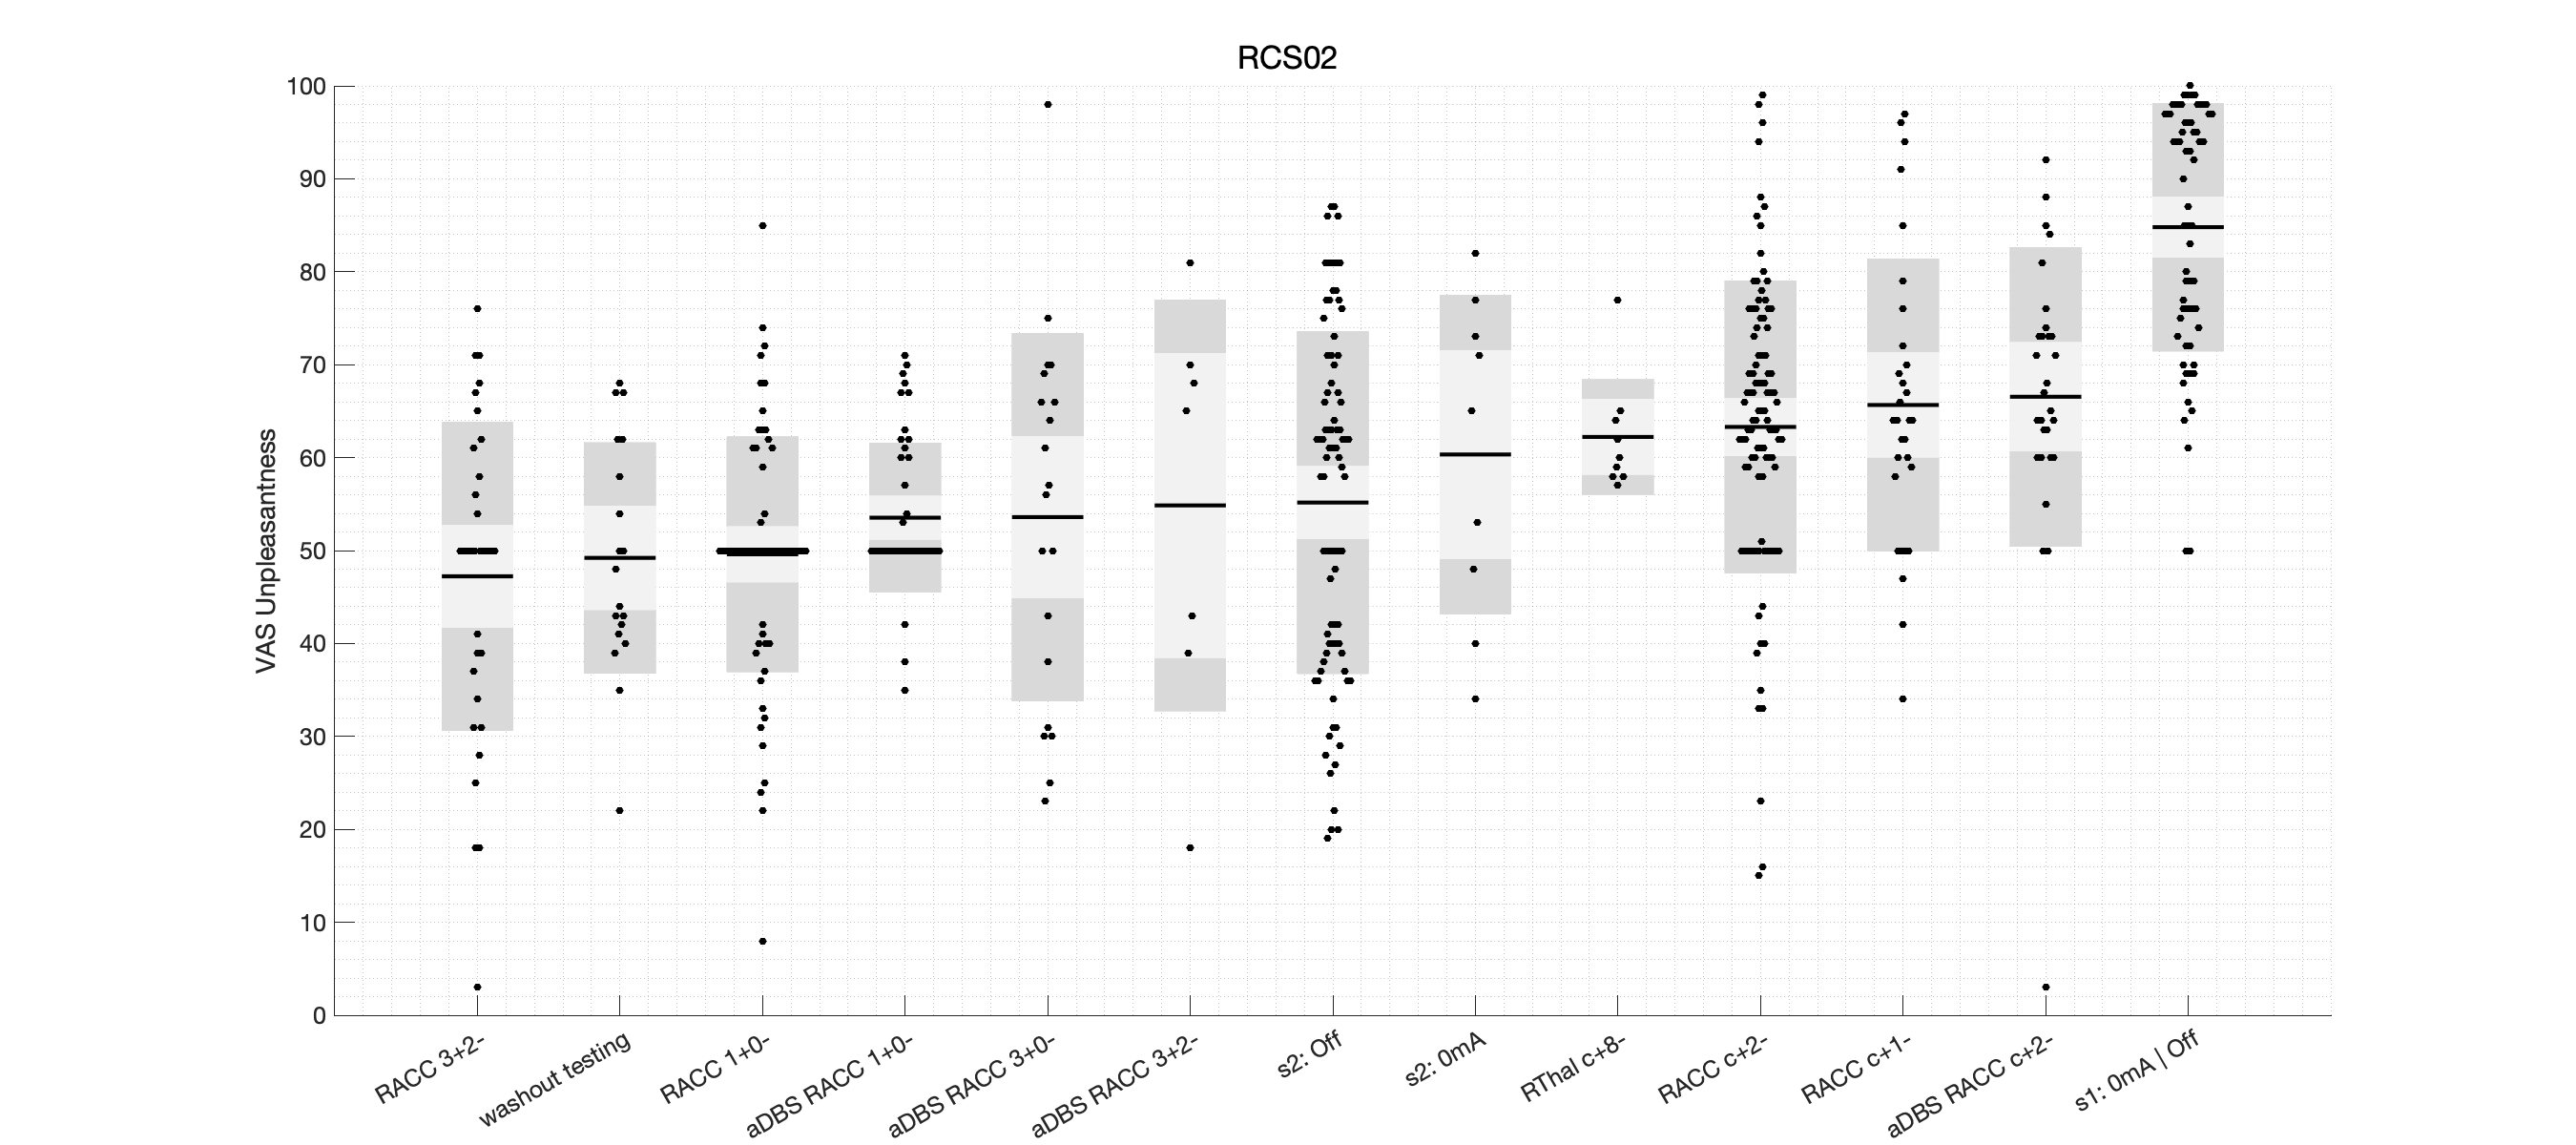 RCS02
VAS Unpleasantness
100
90
80
70
60
50
40
30
20
10
0
RACC 3+2-
washout testing
RACC 1+0-
aDBS RACC 1+0-
aDBS RACC 3+0-
aDBS RACC 3+2-
s2: Off
s2: 0mA
RThal c+8-
RACC c+2-
RACC c+1-
aDBS RACC c+2-
s1: 0mA | Off